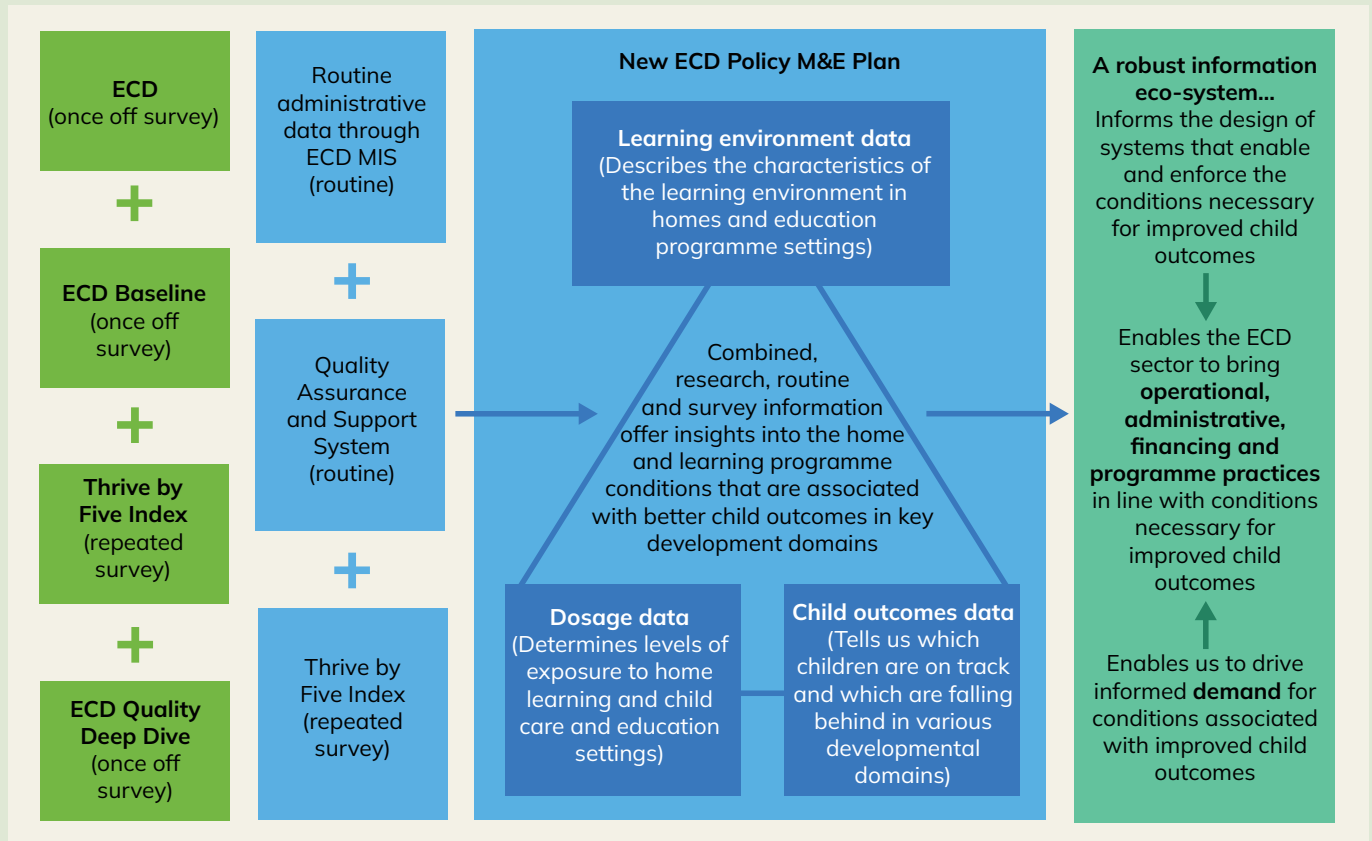 ECD
(once off survey)
+
ECD Baseline
(once off
survey)
+
Thrive by
Five Index
(repeated
survey)
+
ECD Quality
Deep Dive
(once off
survey)
Routine
administrative
data through
ECD MIS
(routine)
+
Quality
Assurance
and Support
System
(routine)
+
Thrive by
Five Index
(repeated
survey)
New ECD Policy M&E Plan
Learning environment data
(Describes the characteristics of
the learning environment in
homes and education
programme settings)
Combined,
research, routine
and survey information
offer insights into the home
and learning programme
conditions that are associated
with better child outcomes in key
development domains
Dosage data
(Determines levels of
exposure to home
learning and child
care and education
settings)
Child outcomes data
(Tells us which
children are on track
and which are falling
behind in various
developmental
domains)
A robust information
eco-system...
Informs the design of
systems that enable
and enforce the
conditions necessary
for improved child
outcomes
Enables the ECD
sector to bring
operational,
administrative,
financing and
programme practices
in line with conditions
necessary for
improved child
outcomes
Enables us to drive
informed demand for
conditions associated
with improved child
outcomes